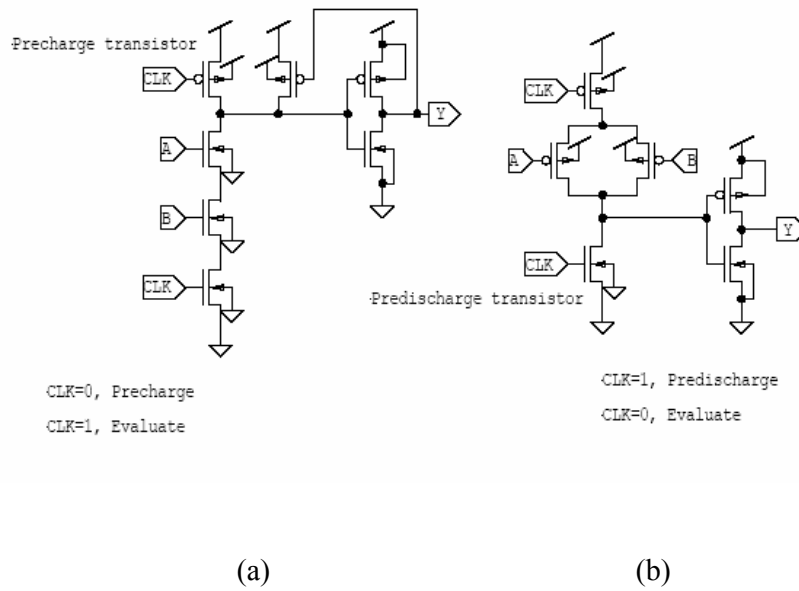 Precharge transistor
CLK
A
B
CLK
Y
CLK=0, Precharge
CLK=1, Evaluate
CLK
A
B
CLK
Y
Predischarge transistor
CLK=1, Predischarge
CLK=0, Evaluate
(a)
(b)